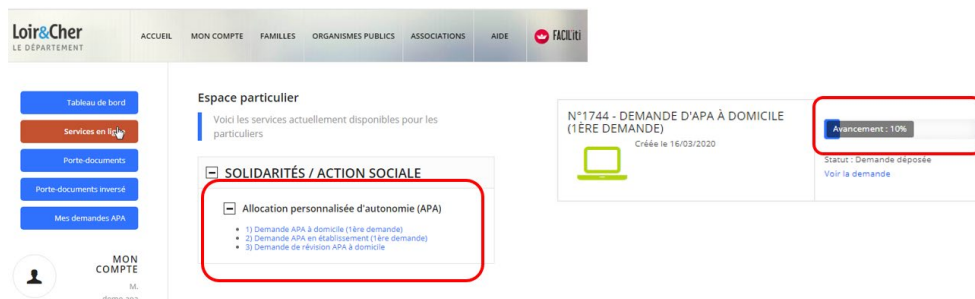 Loir&Cher
LE DÉPARTEMENT
ACCUEIL MON COMPTE FAMILLES ORGANISMES PUBLICS ASSOCIATIONS AIDE FACIL'iti
Tableau de bord
Services en ligne
Porte-documents
Porte-documents inversé
Mes demandes APA
MON
COMPTE
M.
demo apa
Espace particulier
Voici les services actuellement disponibles pour les
particuliers
SOLIDARITÉS / ACTION SOCIALE
Allocation personnalisée d'autonomie (APA)
1) Demande APA à domicile (1ère demande)
2) Demande APA en établissement (1ère demande)
3) Demande de révision APA à domicile
N°1744 - DEMANDE D'APA À DOMICILE
(1ÈRE DEMANDE)
Créée le 16/03/2020
Avancement : 10%
Statut : Demande déposée
Voir la demande